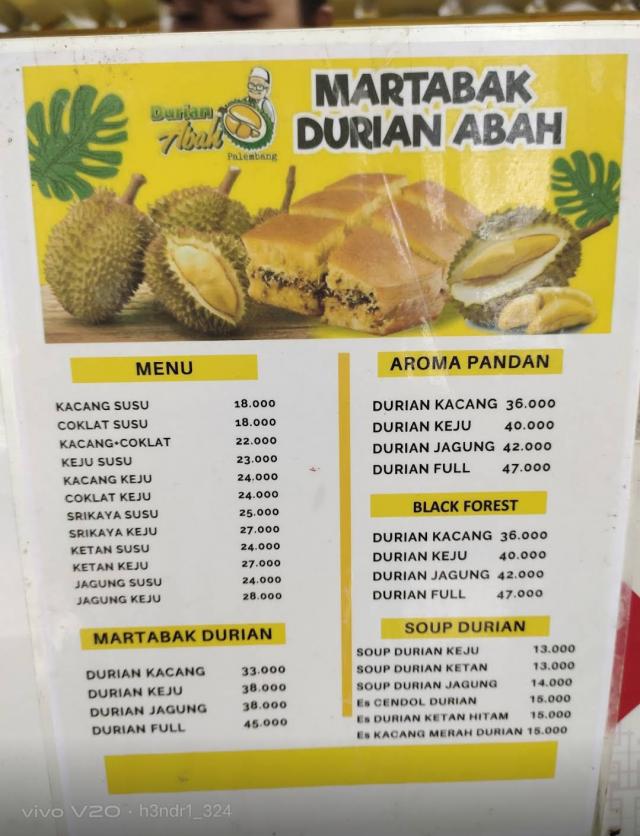 Durian
Abah
Palembang
MARTABAK
DURIAN ABAH
MENU
KACANG SUSU 18.000
COKLAT SUSU 18.000
KACANG+COKLAT 22.000
KEJU SUSU 23.000
KACANG KEJU 24.000
COKLAT KEJU 24.000
SRIKAYA SUSU 25.000
SRIKAYA KEJU 27.000
KETAN SUSU 24.000
KETAN KEJU 27.000
JAGUNG SUSU 24.000
JAGUNG KEJU 28.000
MARTABAK DURIAN
DURIAN KACANG 33.000
DURIAN KEJU 38.000
DURIAN JAGUNG 38.000
DURIAN FULL 45.000
AROMA PANDAN
DURIAN KACANG 36.000
DURIAN KEJU 40.000
DURIAN JAGUNG 42.000
DURIAN FULL 47.000
BLACK FOREST
DURIAN KACANG 36.000
DURIAN KEJU 40.000
DURIAN JAGUNG 42.000
DURIAN FULL 47.000
SOUP DURIAN
SOUP DURIAN KEJU 13.000
SOUP DURIAN KETAN 13.000
SOUP DURIAN JAGUNG 14.000
Es CENDOL DURIAN 15.000
Es DURIAN KETAN HITAM 15.000
Es KACANG MERAH DURIAN 15.000
vivo V20 · h3ndr1_324